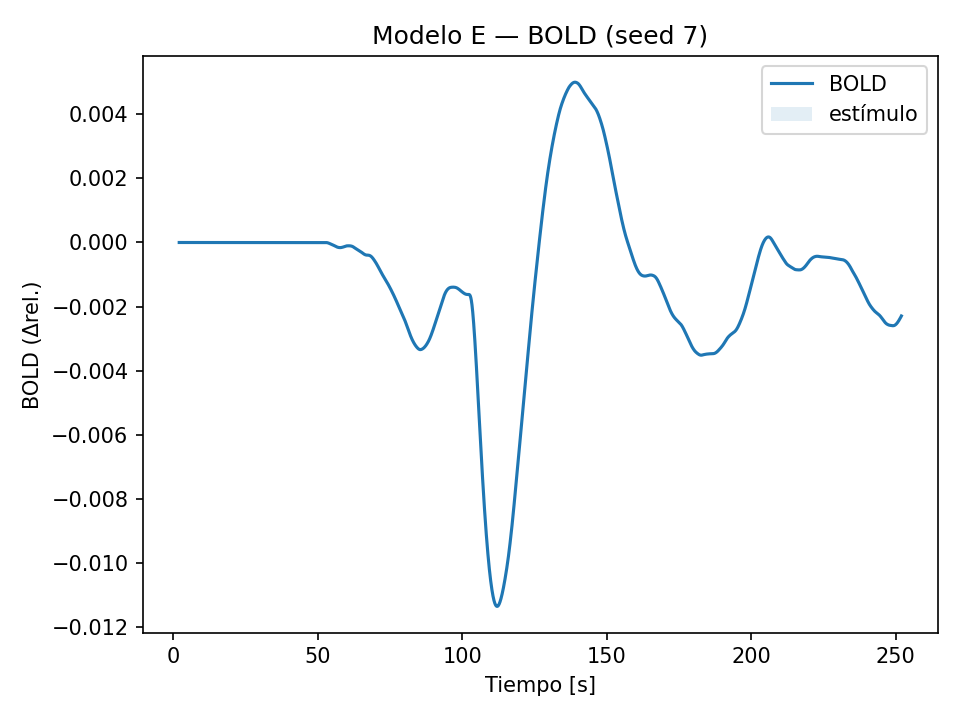 Modelo E — BOLD (seed 7)
BOLD
estímulo
BOLD (Δrel.)
0.004
0.002
0.000
−0.002
−0.004
−0.006
−0.008
−0.010
−0.012
0 50 100 150 200 250
Tiempo [s]